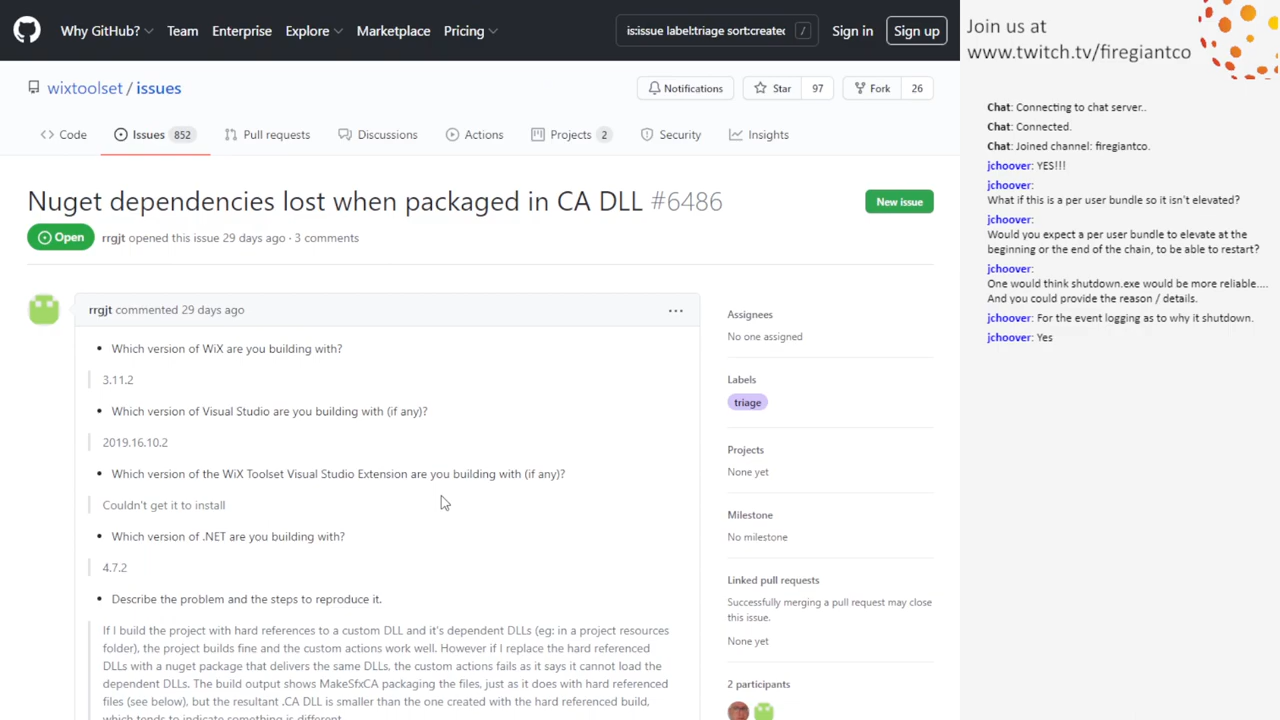 Why GitHub?
Team
Enterprise
Explore
Marketplace
Pricing
is:issue label:triage sort:created
/
Sign in
Sign up
wixtoolset / issues
Notifications
Star
97
Fork
26
Code
Issues 852
Pull requests
Discussions
Actions
Projects 2
Security
Insights
Nuget dependencies lost when packaged in CA DLL #6486
New issue
Open
rrgjt opened this issue 29 days ago · 3 comments
rrgjt commented 29 days ago
• Which version of WiX are you building with?
3.11.2
• Which version of Visual Studio are you building with (if any)?
2019.16.10.2
• Which version of the WiX Toolset Visual Studio Extension are you building with (if any)?
Couldn't get it to install
• Which version of .NET are you building with?
4.7.2
• Describe the problem and the steps to reproduce it.
If I build the project with hard references to a custom DLL and it's dependent DLLs (eg: in a project resources
folder), the project builds fine and the custom actions work well. However if I replace the hard referenced
DLLs with a nuget package that delivers the same DLLs, the custom actions fails as it says it cannot load the
dependent DLLs. The build output shows MakeSfxCA packaging the files, just as it does with hard referenced
files (see below), but the resultant .CA DLL is smaller than the one created with the hard referenced build,
which tends to indicate something is different.
Assignees
No one assigned
Labels
triage
Projects
None yet
Milestone
No milestone
Linked pull requests
Successfully merging a pull request may close
this issue.
None yet
2 participants
Join us at
www.twitch.tv/firegiantco
Chat: Connecting to chat server..
Chat: Connected.
Chat: Joined channel: firegiantco.
jchoover: YES!!!
jchoover:
What if this is a per user bundle so it isn't elevated?
jchoover:
Would you expect a per user bundle to elevate at the
beginning or the end of the chain, to be able to restart?
jchoover:
One would think shutdown.exe would be more reliable....
And you could provide the reason / details.
jchoover: For the event logging as to why it shutdown.
jchoover: Yes